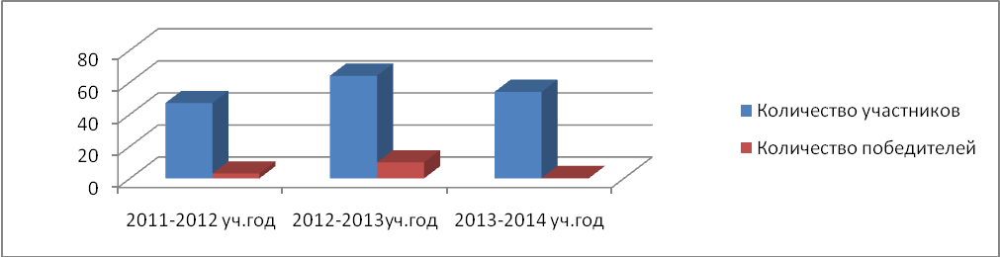 80
60
40
20
0
2011-2012 уч.год
2012-2013уч.год
2013-2014 уч.год
Количество участников
Количество победителей